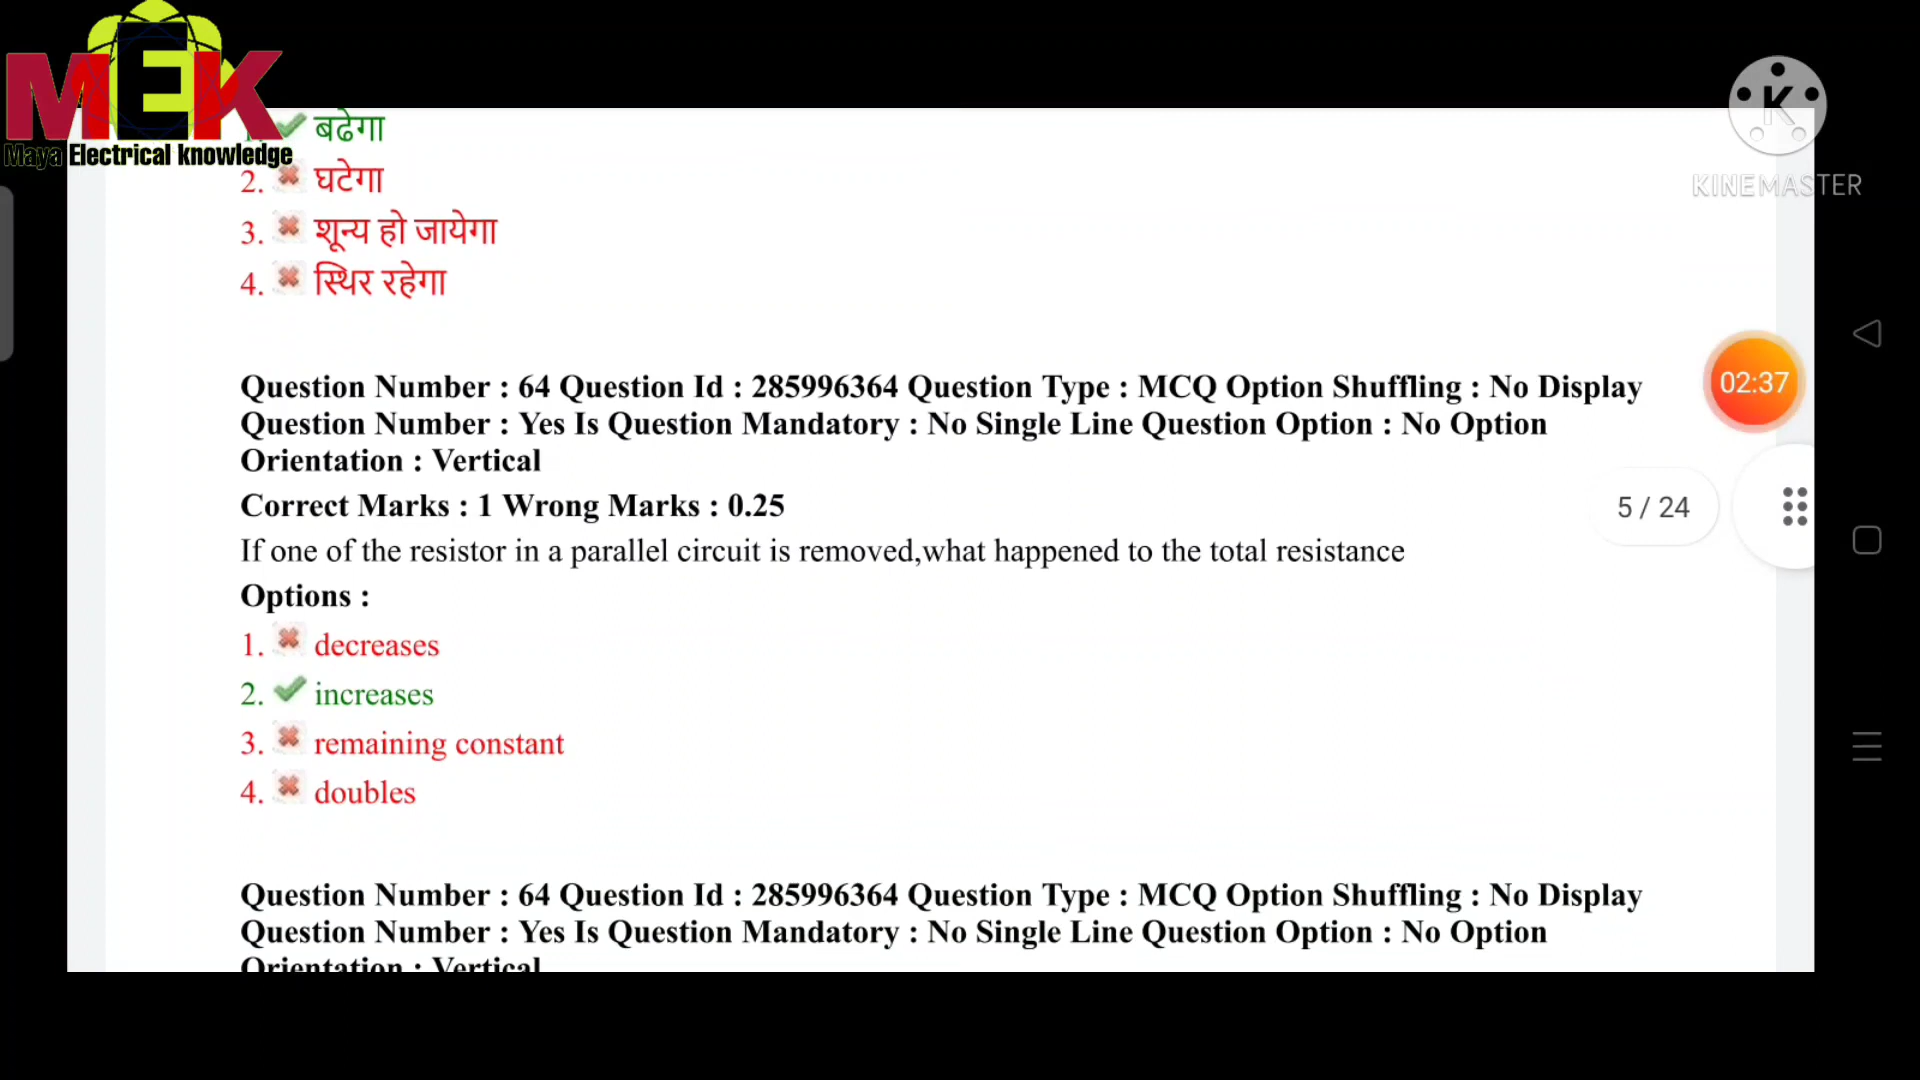 MEK
Maya Electrical knowledge
बढेगा
2. घटेगा
3. शून्य हो जायेगा
4. स्थिर रहेगा
K
KINEMASTER
Question Number : 64 Question Id : 285996364 Question Type : MCQ Option Shuffling : No Display
Question Number : Yes Is Question Mandatory : No Single Line Question Option : No Option
Orientation : Vertical
02:37
Correct Marks : 1 Wrong Marks : 0.25
5 / 24
If one of the resistor in a parallel circuit is removed,what happened to the total resistance
Options :
1. decreases
2. increases
3. remaining constant
4. doubles
Question Number : 64 Question Id : 285996364 Question Type : MCQ Option Shuffling : No Display
Question Number : Yes Is Question Mandatory : No Single Line Question Option : No Option
Orientation : Vertical